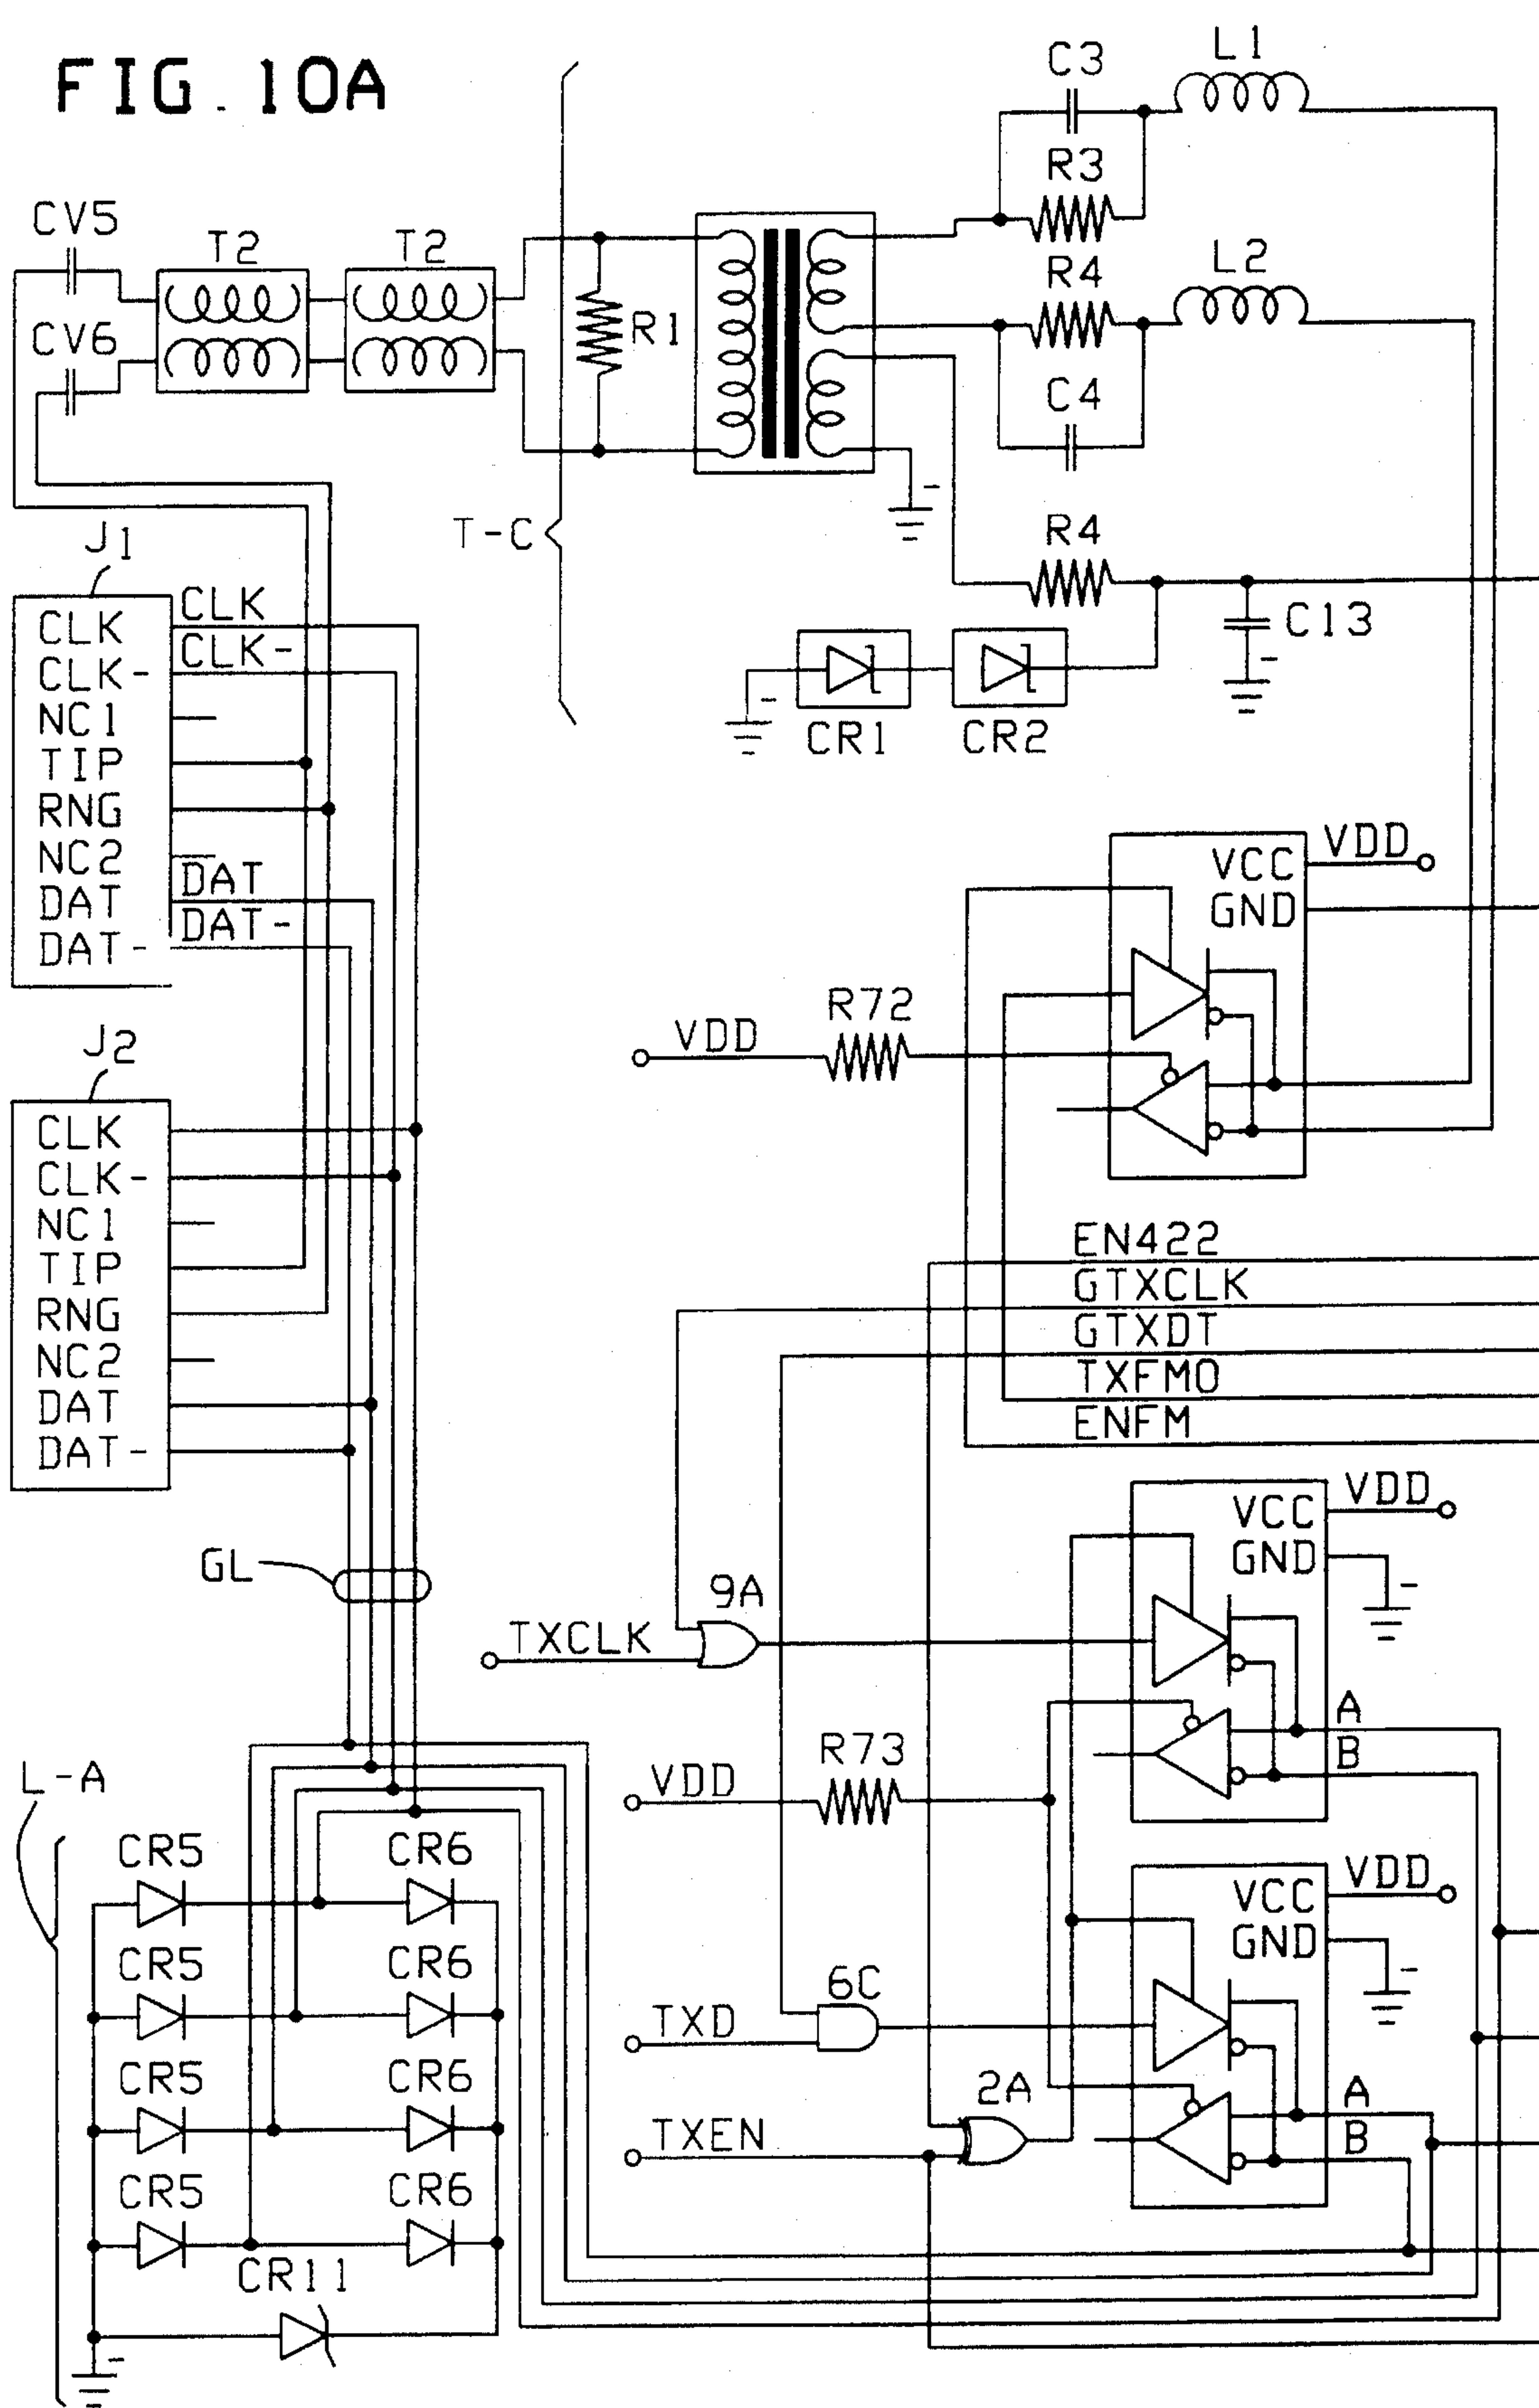 FIG. 10A
C3
L1
R3
CV5
T2
T2
R4
L2
CV6
R1
C4
T-C
R4
C13
CR1
CR2
J1
CLK
CLK-
NC1
TIP
RNG
NC2
DAT
DAT-
CLK
CLK-
DAT
DAT-
VCC
GND
VDD
R72
VDD
J2
CLK
CLK-
NC1
TIP
RNG
NC2
DAT
DAT-
EN422
GTXCLK
GTXDT
TXFMO
ENFM
GL
9A
TXCLK
VCC
GND
VDD
A
B
R73
VDD
L-A
CR5
CR6
CR5
CR6
CR5
CR6
CR5
CR6
CR11
VCC
GND
VDD
6C
TXD
2A
TXEN
A
B